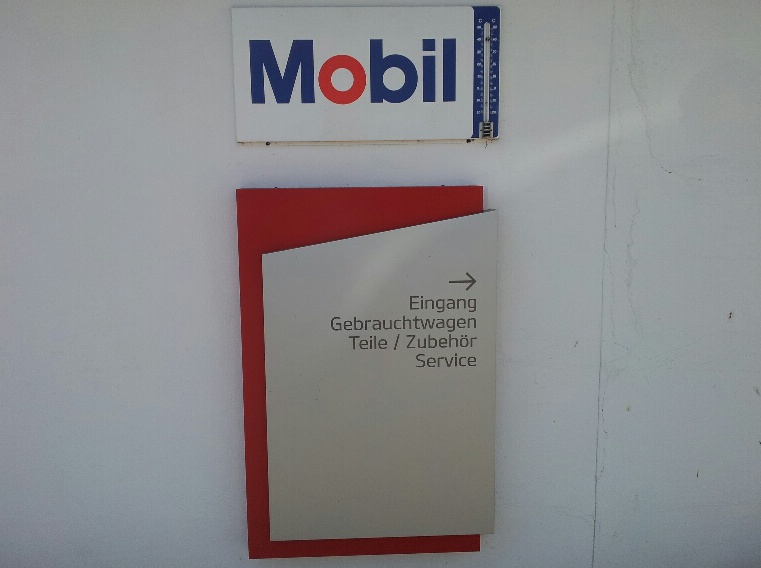 Mobil
→
Eingang
Gebrauchtwagen
Teile / Zubehör
Service